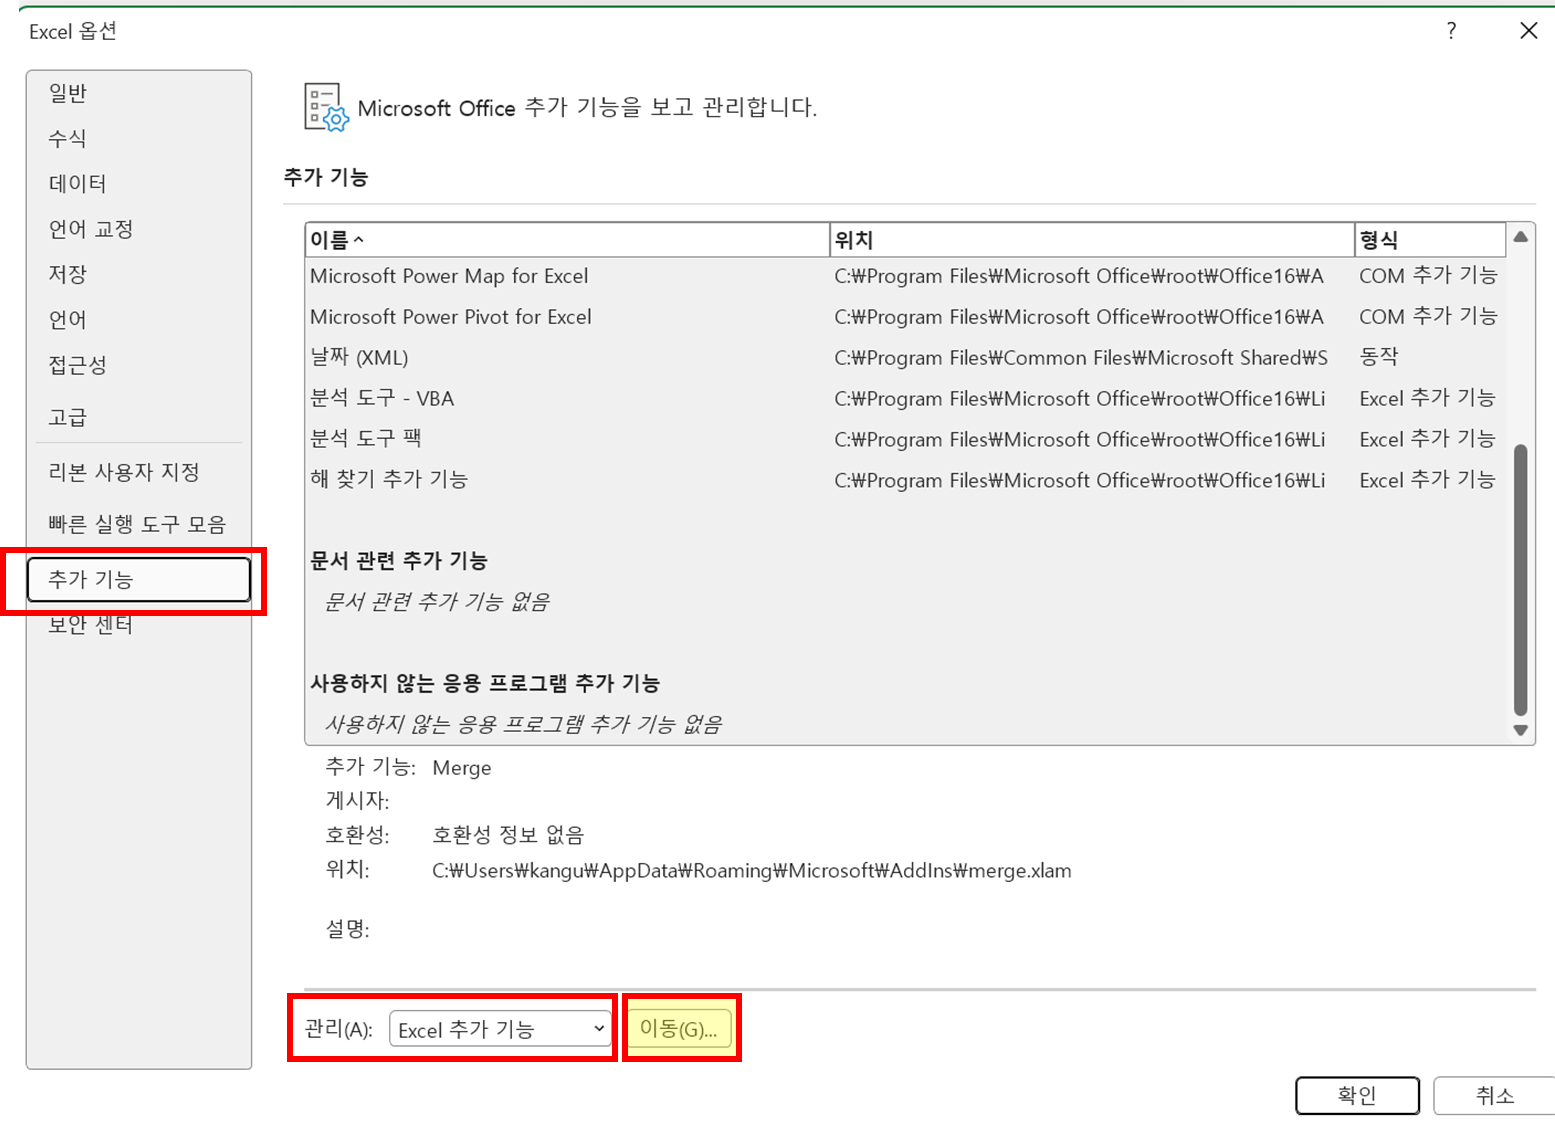 Excel 옵션
?
일반
수식
데이터
언어 교정
저장
언어
접근성
고급
리본 사용자 지정
빠른 실행 도구 모음
추가 기능
보안 센터
Microsoft Office 추가 기능을 보고 관리합니다.
추가 기능
이름 위치 형식
Microsoft Power Map for Excel C:₩Program Files₩Microsoft Office₩root₩Office16₩A COM 추가 기능
Microsoft Power Pivot for Excel C:₩Program Files₩Microsoft Office₩root₩Office16₩A COM 추가 기능
날짜 (XML) C:₩Program Files₩Common Files₩Microsoft Shared₩S 동작
분석 도구 - VBA C:₩Program Files₩Microsoft Office₩root₩Office16₩Li Excel 추가 기능
분석 도구 팩 C:₩Program Files₩Microsoft Office₩root₩Office16₩Li Excel 추가 기능
해 찾기 추가 기능 C:₩Program Files₩Microsoft Office₩root₩Office16₩Li Excel 추가 기능
문서 관련 추가 기능
문서 관련 추가 기능 없음
사용하지 않는 응용 프로그램 추가 기능
사용하지 않는 응용 프로그램 추가 기능 없음
추가 기능: Merge
게시자:
호환성: 호환성 정보 없음
위치: C:₩Users₩kangu₩AppData₩Roaming₩Microsoft₩AddIns₩merge.xlam
설명:
관리(A): Excel 추가 기능 이동(G)...
확인 취소